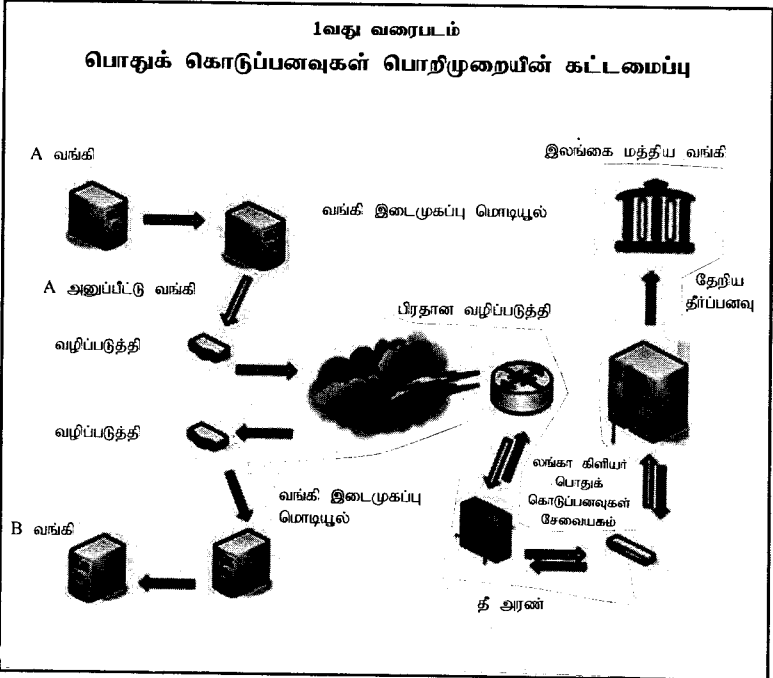 1வது வரைபடம்
பொதுக் கொடுப்பனவுகள் பொறிமுறையின் கட்டமைப்பு
A வங்கி
இலங்கை மத்திய வங்கி
வங்கி இடைமுகப்பு மொடியூல்
A அனுப்பீட்டு வங்கி
தேறிய
தீர்ப்பனவு
பிரதான வழிப்படுத்தி
வழிப்படுத்தி
வழிப்படுத்தி
லங்கா கிளியர்
பொதுக்
கொடுப்பனவுகள்
சேவையகம்
வங்கி இடைமுகப்பு
மொடியூல்
B வங்கி
தீ அரண்